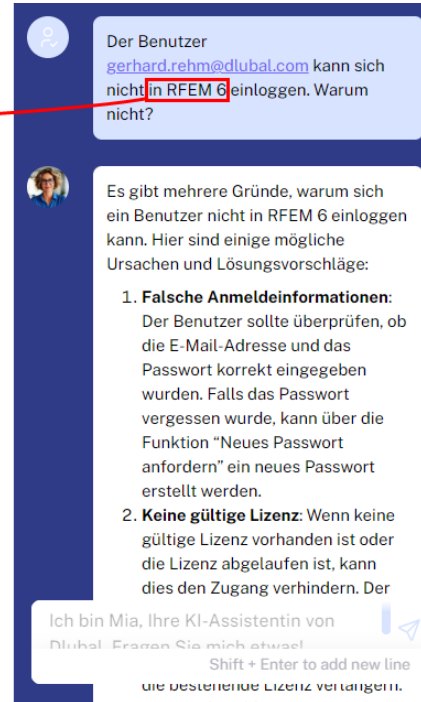 Der Benutzer
gerhard.rehm@dlubal.com kann sich
nicht in RFEM 6 einloggen. Warum
nicht?
Es gibt mehrere Gründe, warum sich
ein Benutzer nicht in RFEM 6 einloggen
kann. Hier sind einige mögliche
Ursachen und Lösungsvorschläge:
1. Falsche Anmeldeinformationen:
Der Benutzer sollte überprüfen, ob
die E-Mail-Adresse und das
Passwort korrekt eingegeben
wurden. Falls das Passwort
vergessen wurde, kann über die
Funktion “Neues Passwort
anfordern” ein neues Passwort
erstellt werden.
2. Keine gültige Lizenz: Wenn keine
gültige Lizenz vorhanden ist oder
die Lizenz abgelaufen ist, kann
dies den Zugang verhindern. Der
Ich bin Mia, Ihre KI-Assistentin von
Dlubal. Fragen Sie mich etwas!
Shift + Enter to add new line
die bestehende Lizenz verlängern.